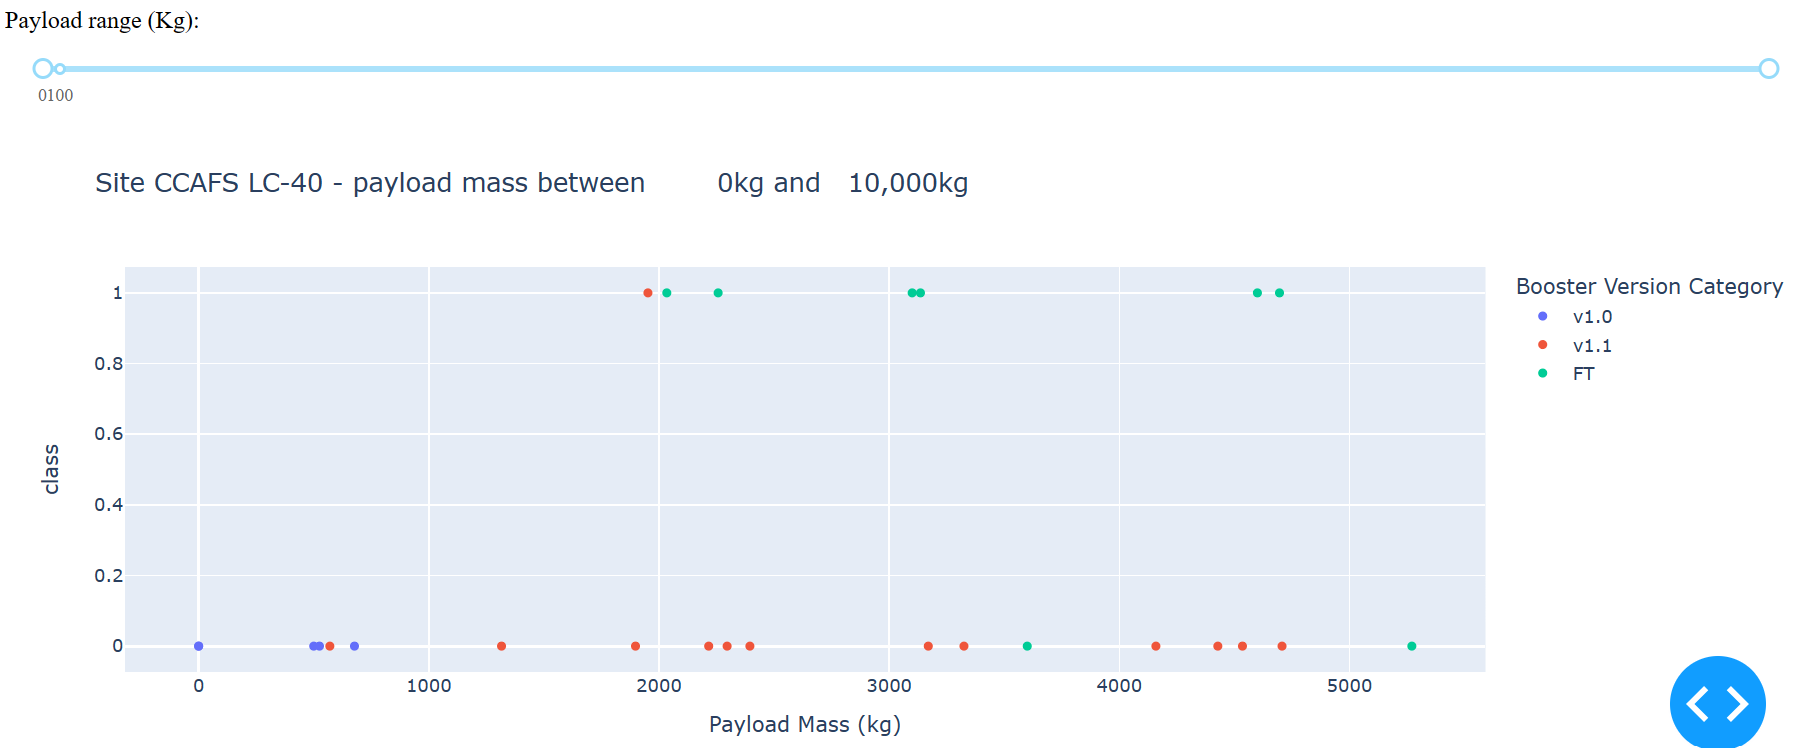 Payload range (Kg):
0100
Site CCAFS LC-40 - payload mass between 0kg and 10,000kg
Booster Version Category
v1.0
v1.1
FT
class
1
0.8
0.6
0.4
0.2
0
0 1000 2000 3000 4000 5000
Payload Mass (kg)